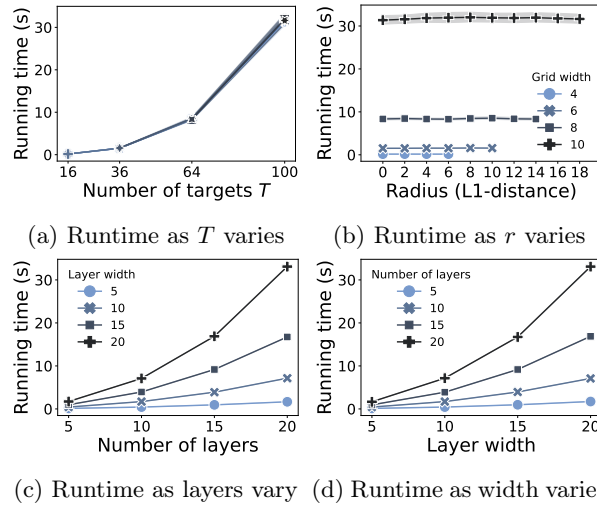 30
20
10
0
Running time (s)
16
36
64
100
Number of targets T
(a) Runtime as T varies
30
20
10
0
Running time (s)
Grid width
4
6
8
10
0 2 4 6 8 10 12 14 16 18
Radius (L1-distance)
(b) Runtime as r varies
30
20
10
0
Running time (s)
Layer width
5
10
15
20
5 10 15 20
Number of layers
(c) Runtime as layers vary
30
20
10
0
Running time (s)
Number of layers
5
10
15
20
5 10 15 20
Layer width
(d) Runtime as width varie